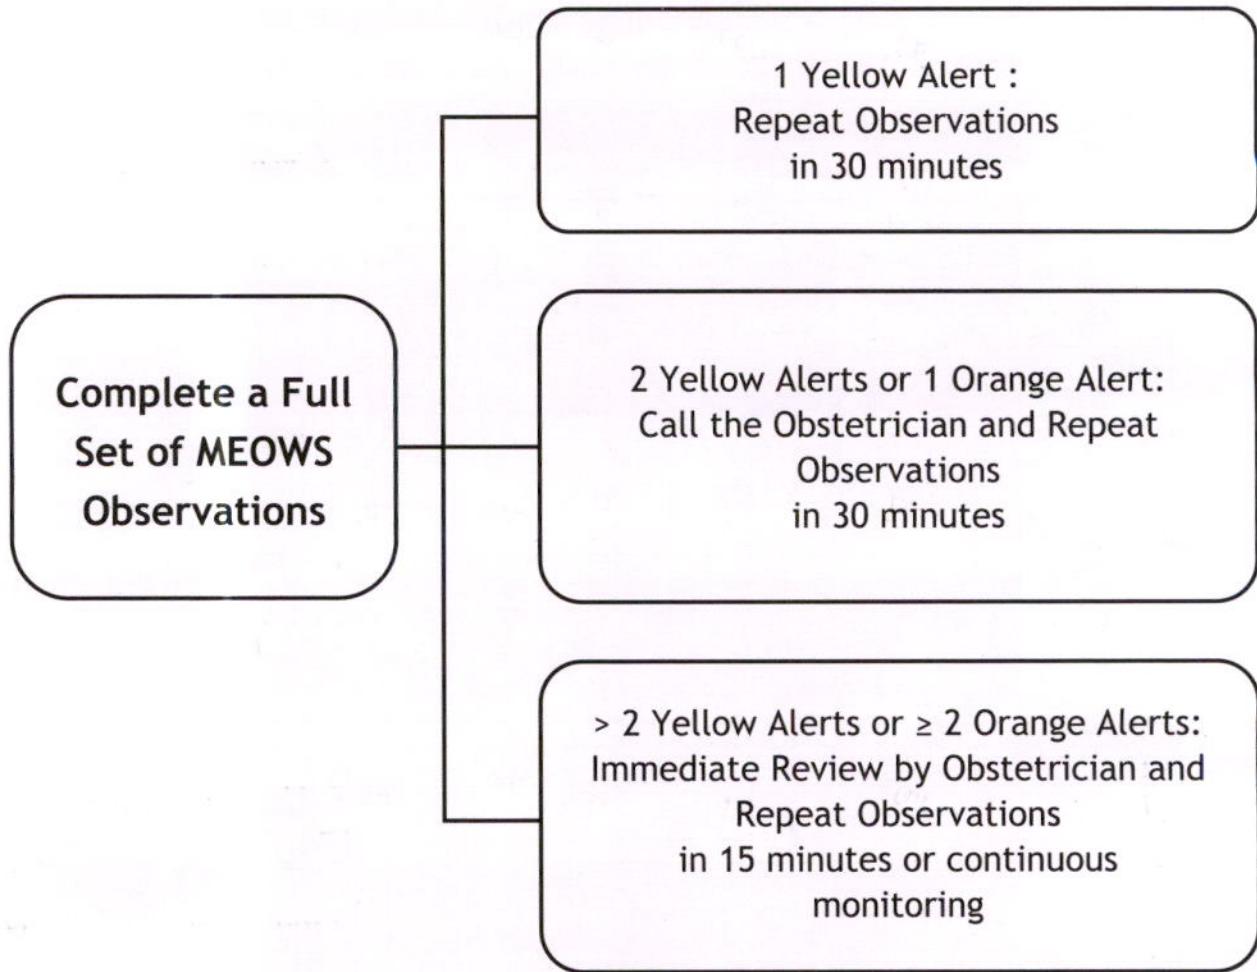 Complete a Full
Set of MEOWS
Observations
1 Yellow Alert :
Repeat Observations
in 30 minutes
2 Yellow Alerts or 1 Orange Alert:
Call the Obstetrician and Repeat
Observations
in 30 minutes
> 2 Yellow Alerts or ≥ 2 Orange Alerts:
Immediate Review by Obstetrician and
Repeat Observations
in 15 minutes or continuous
monitoring